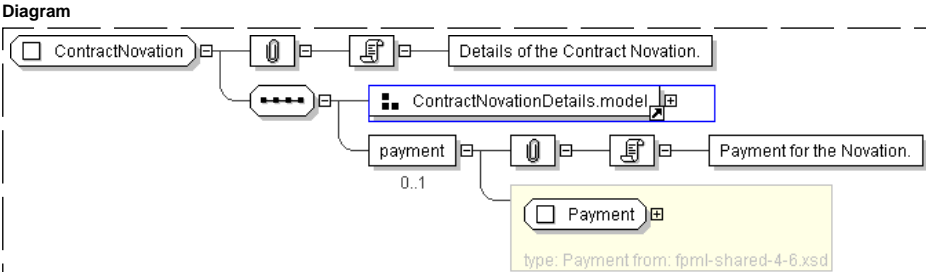 Diagram
ContractNovation
Details of the Contract Novation.
ContractNovationDetails.model
payment
Payment for the Novation.
0..1
Payment
type: Payment from: fpml-shared-4-6.xsd